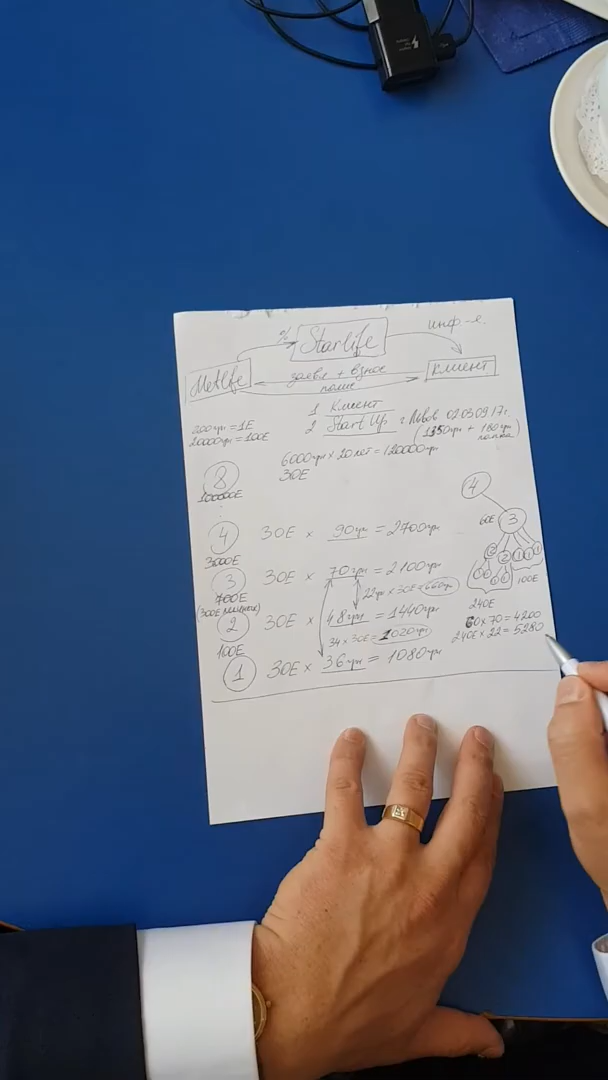 % Starlife инф-я.
Metlife заявл + взнос Клиент
полис
1 Клиент
200грн = 1Е
2 Start Up г. Львов 02.03.09.17г.
20000грн = 100Е
(1350грн + 180грн
6000грн × 20 лет = 120000грн
30Е
8
10000Е
4
4 30Е × 90грн = 2700грн
3000Е
60Е 3
3 30Е × 70грн = 2100грн
700Е
22грн × 30Е = 660грн
100Е
240Е
2 30Е × 48грн = 1440грн
100Е
34 × 30Е = 1020грн
60 × 70 = 4200
240Е × 22 = 5280
1 30Е × 36грн = 1080грн